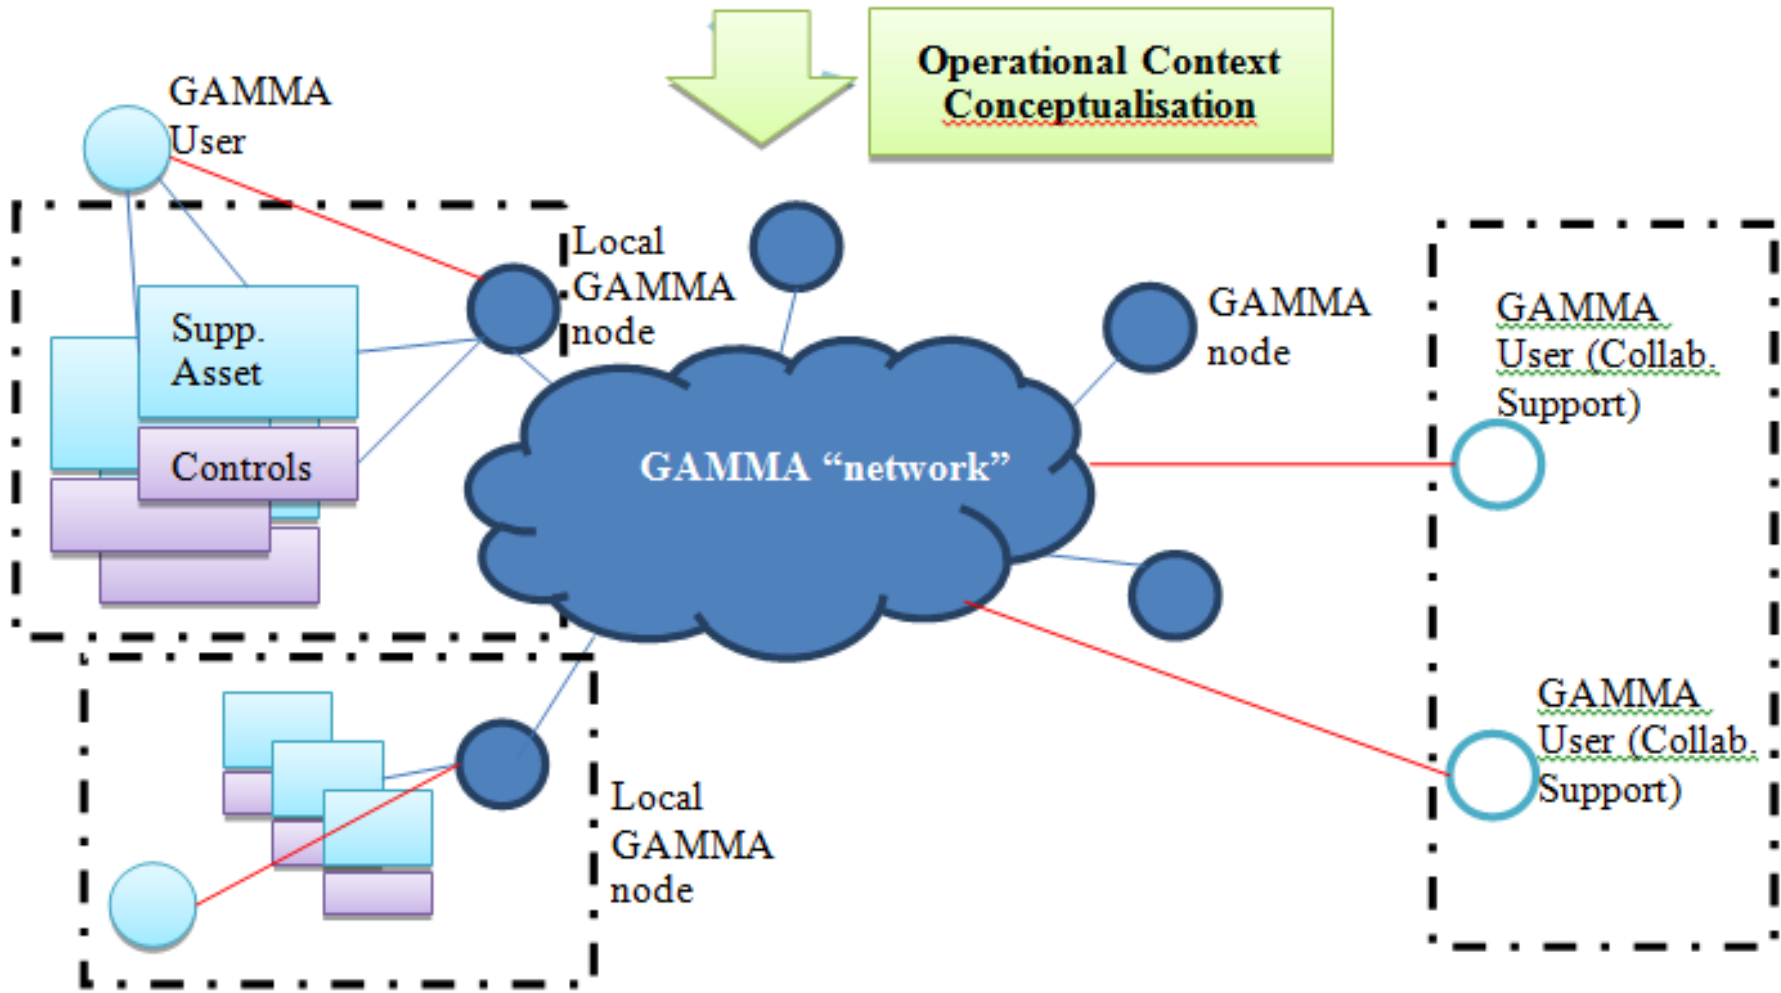 Operational Context
Conceptualisation
GAMMA
User
Local
GAMMA
node
GAMMA
node
GAMMA
User (Collab.
Support)
Supp.
Asset
Controls
GAMMA “network”
GAMMA
User (Collab.
Support)
Local
GAMMA
node